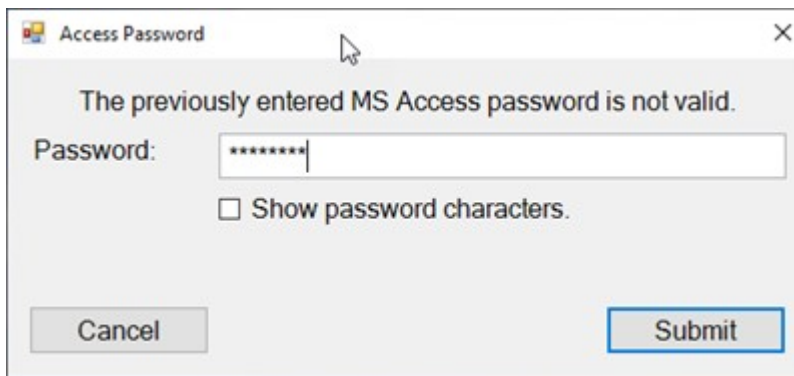 Access Password
The previously entered MS Access password is not valid.
Password: ********
Show password characters.
Cancel Submit